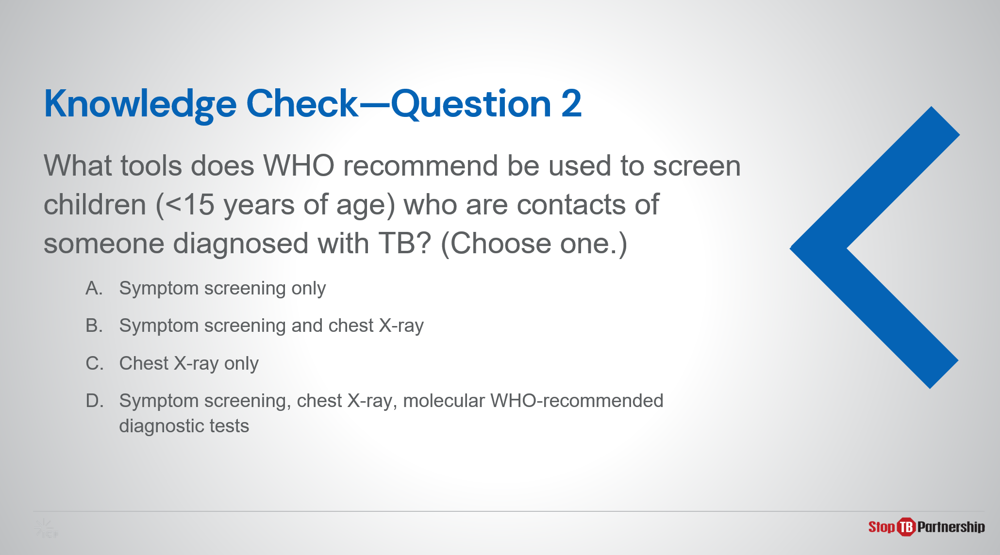 Knowledge Check—Question 2
What tools does WHO recommend be used to screen
children (<15 years of age) who are contacts of
someone diagnosed with TB? (Choose one.)
A. Symptom screening only
B. Symptom screening and chest X-ray
C. Chest X-ray only
D. Symptom screening, chest X-ray, molecular WHO-recommended
diagnostic tests
ICF
Stop TB Partnership